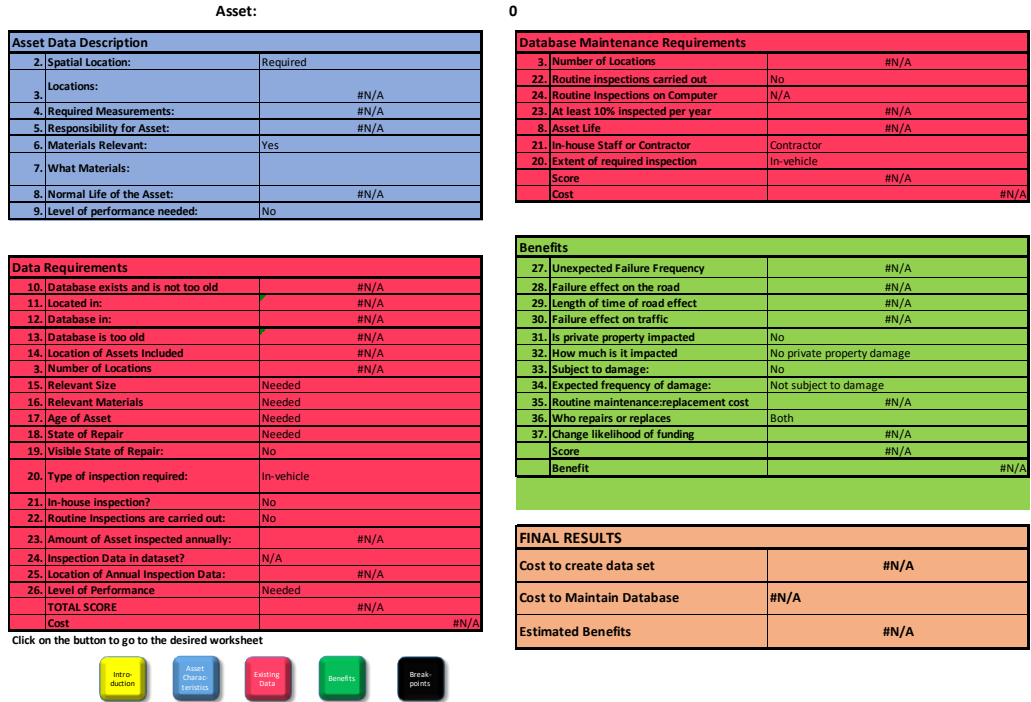 Asset: 0
Asset Data Description
2. Spatial Location: Required
Locations:
3. #N/A
4. Required Measurements: #N/A
5. Responsibility for Asset: #N/A
6. Materials Relevant: Yes
7. What Materials:
8. Normal Life of the Asset: #N/A
9. Level of performance needed: No
Data Requirements
10. Database exists and is not too old #N/A
11. Located in: #N/A
12. Database in: #N/A
13. Database is too old #N/A
14. Location of Assets Included #N/A
3. Number of Locations #N/A
15. Relevant Size Needed
16. Relevant Materials Needed
17. Age of Asset Needed
18. State of Repair Needed
19. Visible State of Repair: No
20. Type of inspection required: In-vehicle
21. In-house inspection? No
22. Routine Inspections are carried out: No
23. Amount of Asset inspected annually: #N/A
24. Inspection Data in dataset? N/A
25. Location of Annual Inspection Data: #N/A
26. Level of Performance Needed
TOTAL SCORE #N/A
Cost #N/A
Click on the button to go to the desired worksheet
Intro-
duction
Asset
Charac-
teristics
Existing
Data
Benefits
Break-
points
Database Maintenance Requirements
3. Number of Locations #N/A
22. Routine inspections carried out No
24. Routine Inspections on Computer N/A
23. At least 10% inspected per year #N/A
8. Asset Life #N/A
21. In-house Staff or Contractor Contractor
20. Extent of required inspection In-vehicle
Score #N/A
Cost #N/A
Benefits
27. Unexpected Failure Frequency #N/A
28. Failure effect on the road #N/A
29. Length of time of road effect #N/A
30. Failure effect on traffic #N/A
31. Is private property impacted No
32. How much is it impacted No private property damage
33. Subject to damage: No
34. Expected frequency of damage: Not subject to damage
35. Routine maintenance:replacement cost #N/A
36. Who repairs or replaces Both
37. Change likelihood of funding #N/A
Score #N/A
Benefit #N/A
FINAL RESULTS
Cost to create data set #N/A
Cost to Maintain Database #N/A
Estimated Benefits #N/A